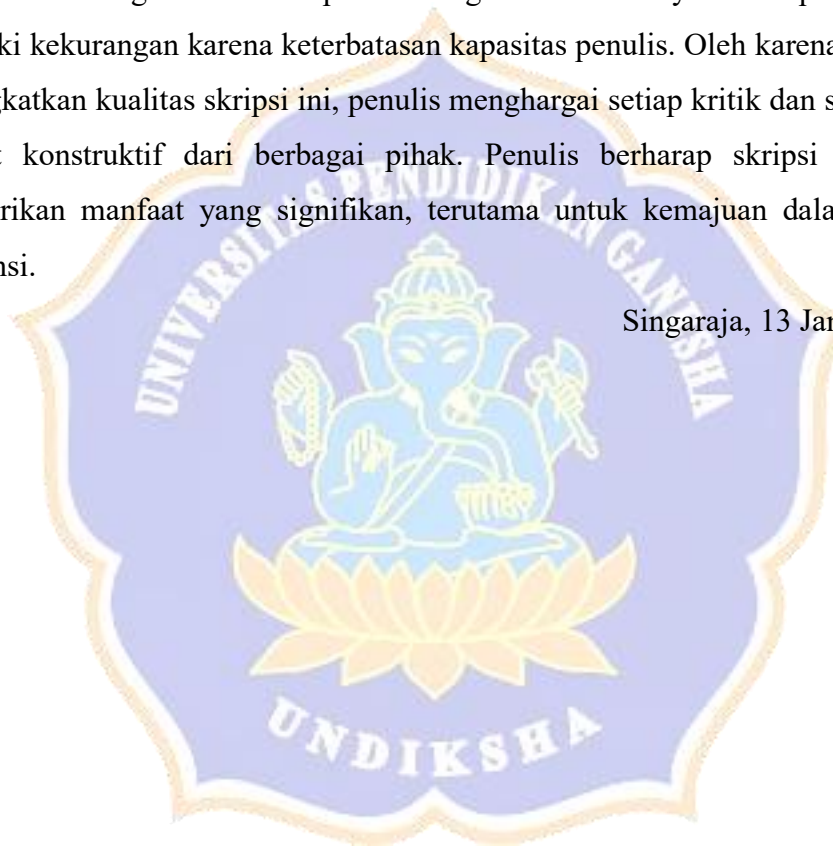 ki kekurangan karena keterbatasan kapasitas penulis. Oleh karena
gkatkan kualitas skripsi ini, penulis menghargai setiap kritik dan s
t konstruktif dari berbagai pihak. Penulis berharap skripsi
rikan manfaat yang signifikan, terutama untuk kemajuan dala
nsi.
Singaraja, 13 Jan
UNIVERSITAS PENDIDIKAN GANESHA
UNDIKSHA